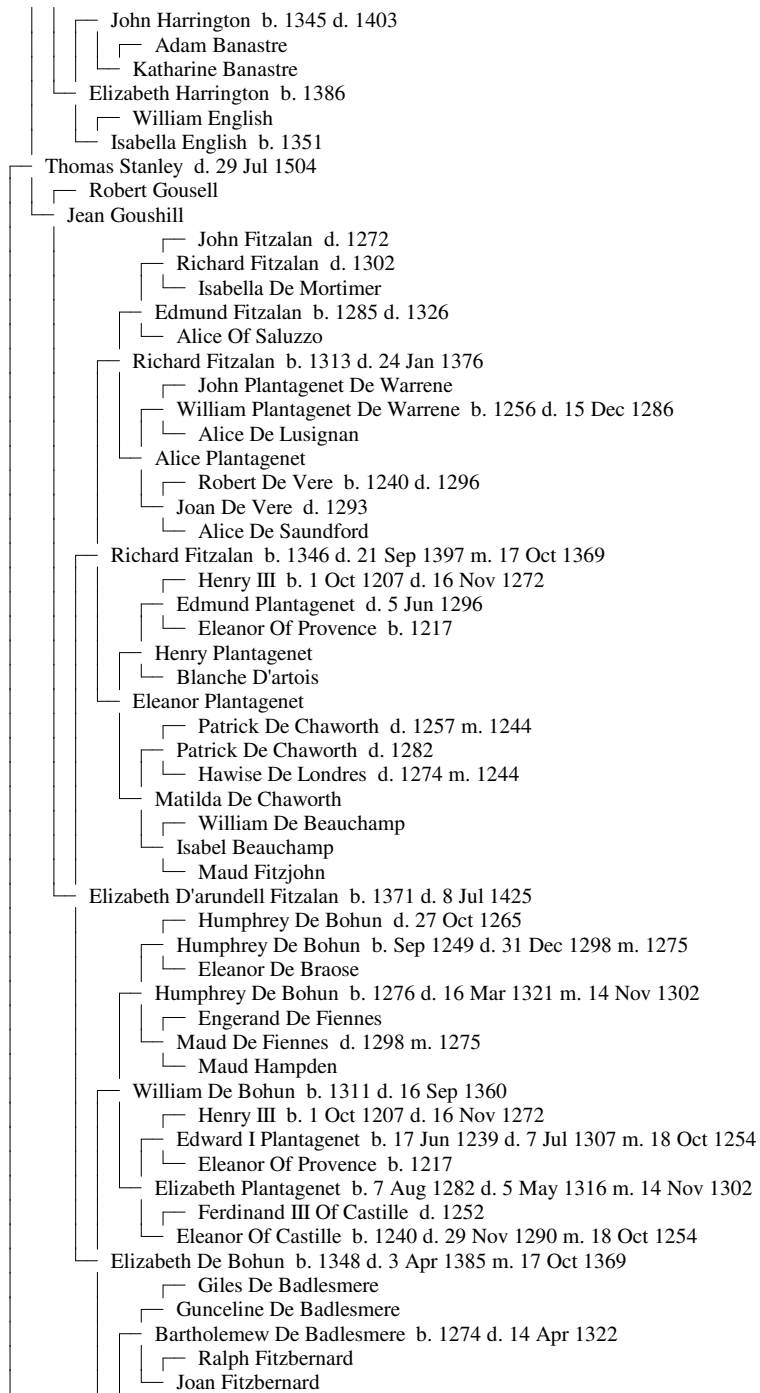 John Harrington b. 1345 d. 1403
Adam Banastre
Katharine Banastre
Elizabeth Harrington b. 1386
William English
Isabella English b. 1351
Thomas Stanley d. 29 Jul 1504
Robert Gousell
Jean Goushill
John Fitzalan d. 1272
Richard Fitzalan d. 1302
Isabella De Mortimer
Edmund Fitzalan b. 1285 d. 1326
Alice Of Saluzzo
Richard Fitzalan b. 1313 d. 24 Jan 1376
John Plantagenet De Warrene
William Plantagenet De Warrene b. 1256 d. 15 Dec 1286
Alice De Lusignan
Alice Plantagenet
Robert De Vere b. 1240 d. 1296
Joan De Vere d. 1293
Alice De Saundford
Richard Fitzalan b. 1346 d. 21 Sep 1397 m. 17 Oct 1369
Henry III b. 1 Oct 1207 d. 16 Nov 1272
Edmund Plantagenet d. 5 Jun 1296
Eleanor Of Provence b. 1217
Henry Plantagenet
Blanche D'artois
Eleanor Plantagenet
Patrick De Chaworth d. 1257 m. 1244
Patrick De Chaworth d. 1282
Hawise De Londres d. 1274 m. 1244
Matilda De Chaworth
William De Beauchamp
Isabel Beauchamp
Maud Fitzjohn
Elizabeth D'arundell Fitzalan b. 1371 d. 8 Jul 1425
Humphrey De Bohun d. 27 Oct 1265
Humphrey De Bohun b. Sep 1249 d. 31 Dec 1298 m. 1275
Eleanor De Braose
Humphrey De Bohun b. 1276 d. 16 Mar 1321 m. 14 Nov 1302
Engerand De Fiennes
Maud De Fiennes d. 1298 m. 1275
Maud Hampden
William De Bohun b. 1311 d. 16 Sep 1360
Henry III b. 1 Oct 1207 d. 16 Nov 1272
Edward I Plantagenet b. 17 Jun 1239 d. 7 Jul 1307 m. 18 Oct 1254
Eleanor Of Provence b. 1217
Elizabeth Plantagenet b. 7 Aug 1282 d. 5 May 1316 m. 14 Nov 1302
Ferdinand III Of Castille d. 1252
Eleanor Of Castille b. 1240 d. 29 Nov 1290 m. 18 Oct 1254
Elizabeth De Bohun b. 1348 d. 3 Apr 1385 m. 17 Oct 1369
Giles De Badlesmere
Gunceline De Badlesmere
Bartholemew De Badlesmere b. 1274 d. 14 Apr 1322
Ralph Fitzbernard
Joan Fitzbernard